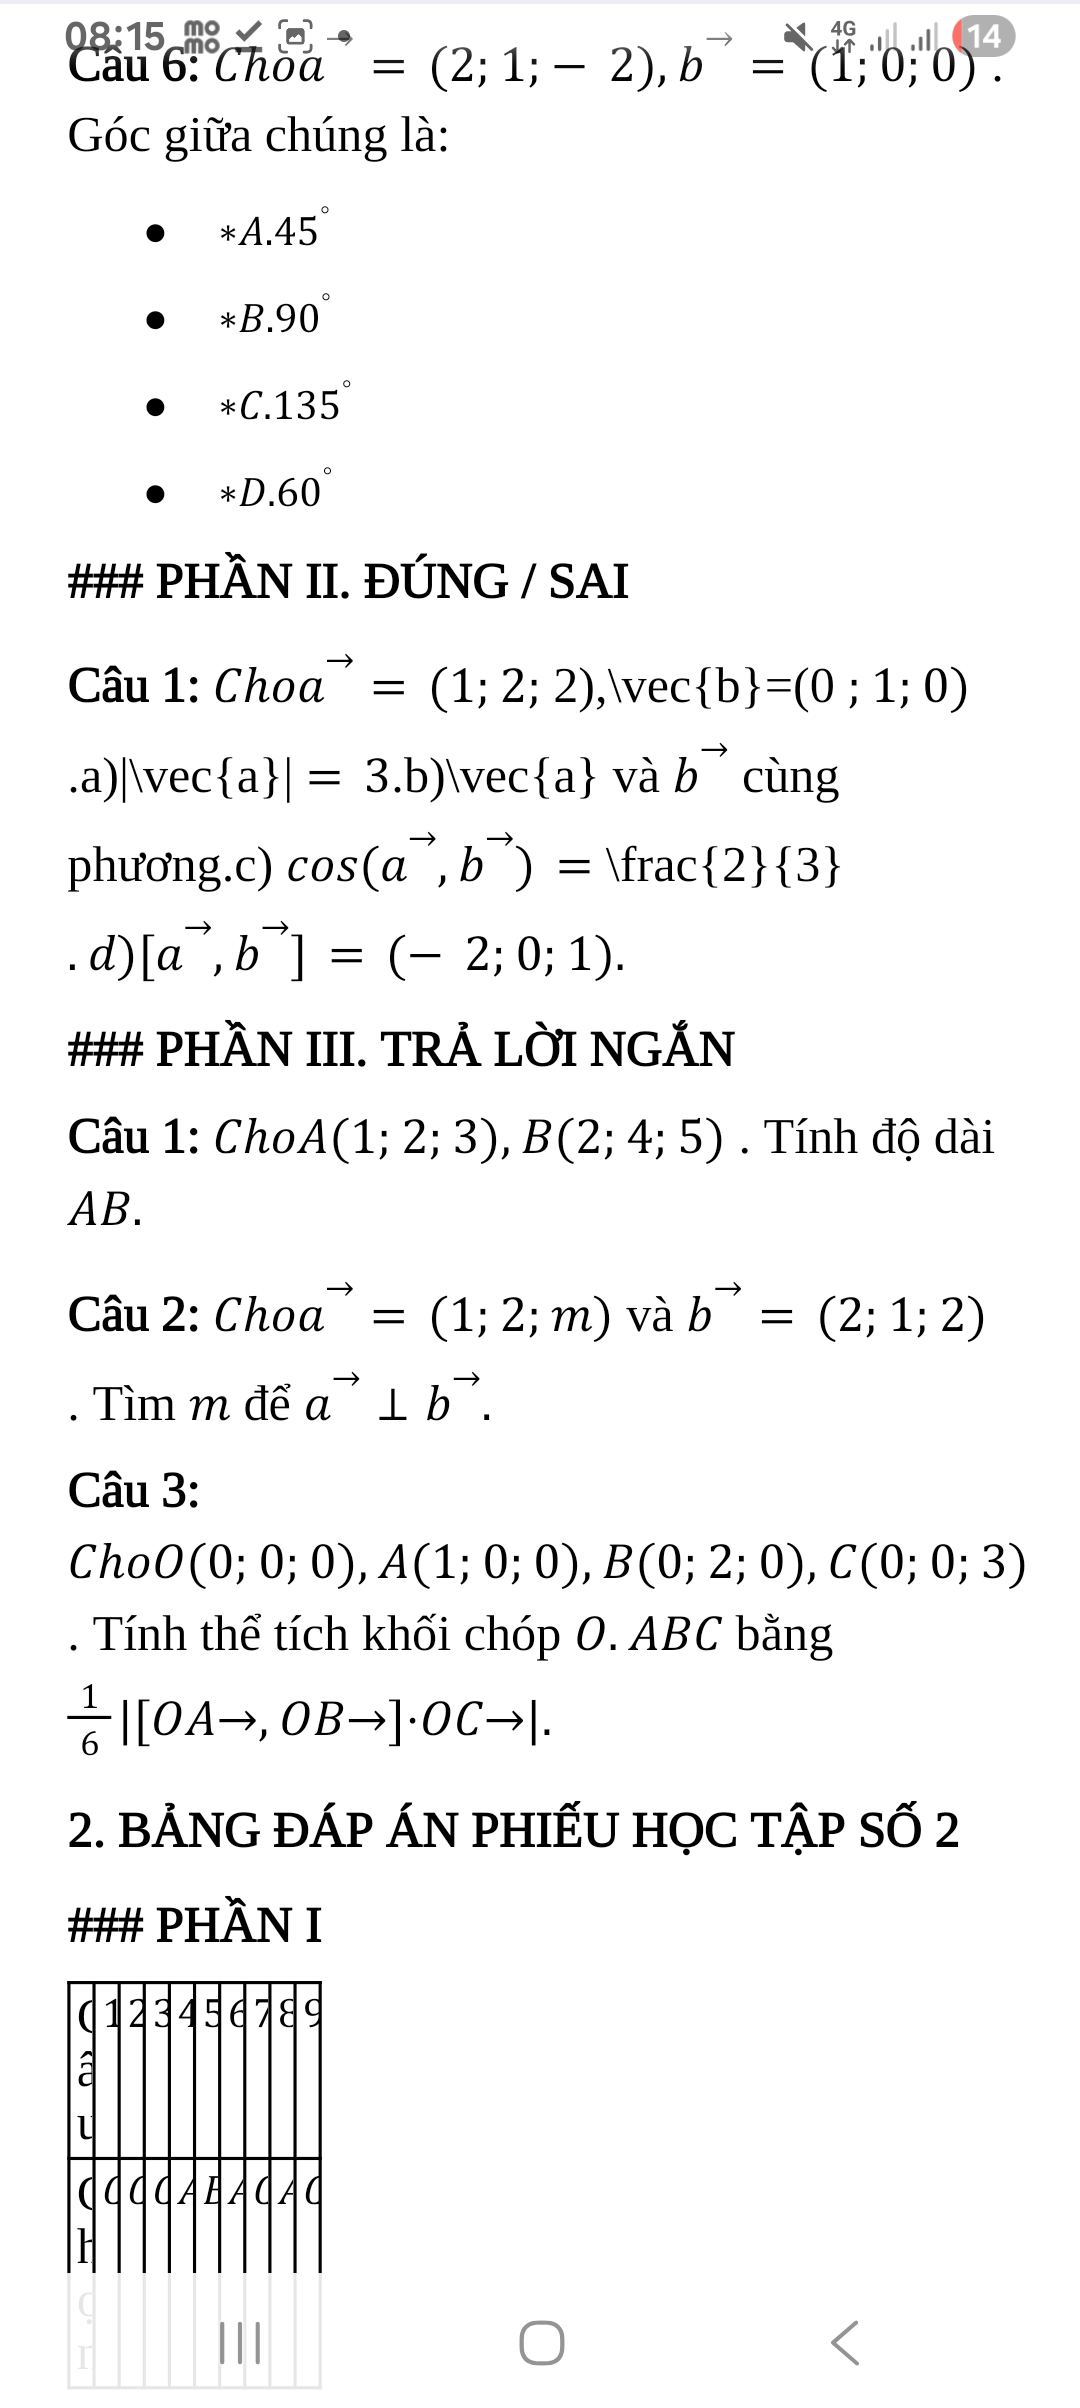 08:15 4G 14
Câu 6: Choa→ = (2; 1; − 2), b→ = (1; 0; 0) .
Góc giữa chúng là:
● ∗A.45°
● ∗B.90°
● ∗C.135°
● ∗D.60°
### PHẦN II. ĐÚNG / SAI
Câu 1: Choa→ = (1; 2; 2),\vec{b}=(0 ; 1; 0)
.a)|\vec{a}| = 3.b)\vec{a} và b→ cùng
phương.c) cos(a→, b→) = \frac{2}{3}
. d)[a→, b→] = (− 2; 0; 1).
### PHẦN III. TRẢ LỜI NGẮN
Câu 1: ChoA(1; 2; 3), B(2; 4; 5) . Tính độ dài
AB.
Câu 2: Choa→ = (1; 2; m) và b→ = (2; 1; 2)
. Tìm m để a→ ⊥ b→.
Câu 3:
ChoO(0; 0; 0), A(1; 0; 0), B(0; 2; 0), C(0; 0; 3)
. Tính thể tích khối chóp O. ABC bằng
1/6 |[OA→, OB→]·OC→|.
2. BẢNG ĐÁP ÁN PHIẾU HỌC TẬP SỐ 2
### PHẦN I
1 2 3 4 5 6 7 8 9